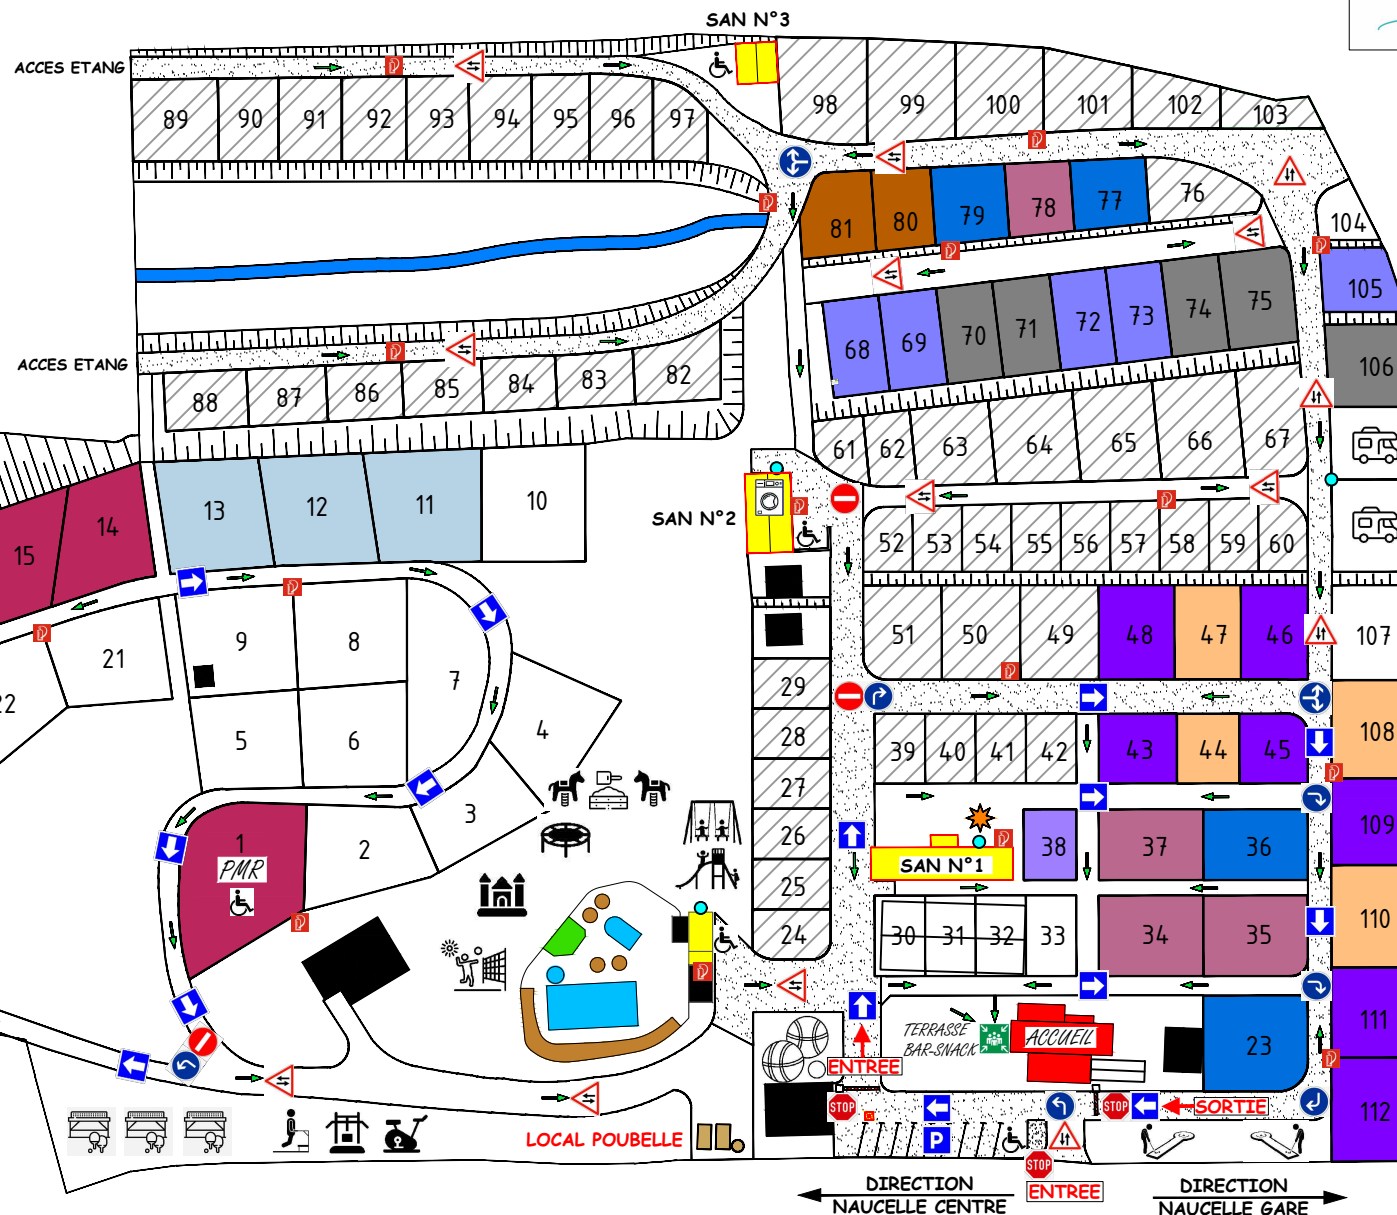 SAN N°3
ACCES ETANG
89 90 91 92 93 94 95 96 97
98 99 100 101 102 103
81 80 79 78 77 76
104
105
68 69 70 71 72 73 74 75
106
ACCES ETANG
88 87 86 85 84 83 82
61 62 63 64 65 66 67
15 14 13 12 11 10
SAN N°2
52 53 54 55 56 57 58 59 60
22 21 9 8 7
51 50 49 48 47 46
107
29
5 6 4
28
39 40 41 42 43 44 45
108
27
3
1
PMR
2
26
38 37 36
109
SAN N°1
25
24
30 31 32 33 34 35
110
TERRASSE
BAR-SNACK
ACCUEIL
23
111
ENTREE
STOP
STOP
SORTIE
112
LOCAL POUBELLE
P
STOP
ENTREE
DIRECTION
NAUCELLE CENTRE
DIRECTION
NAUCELLE GARE